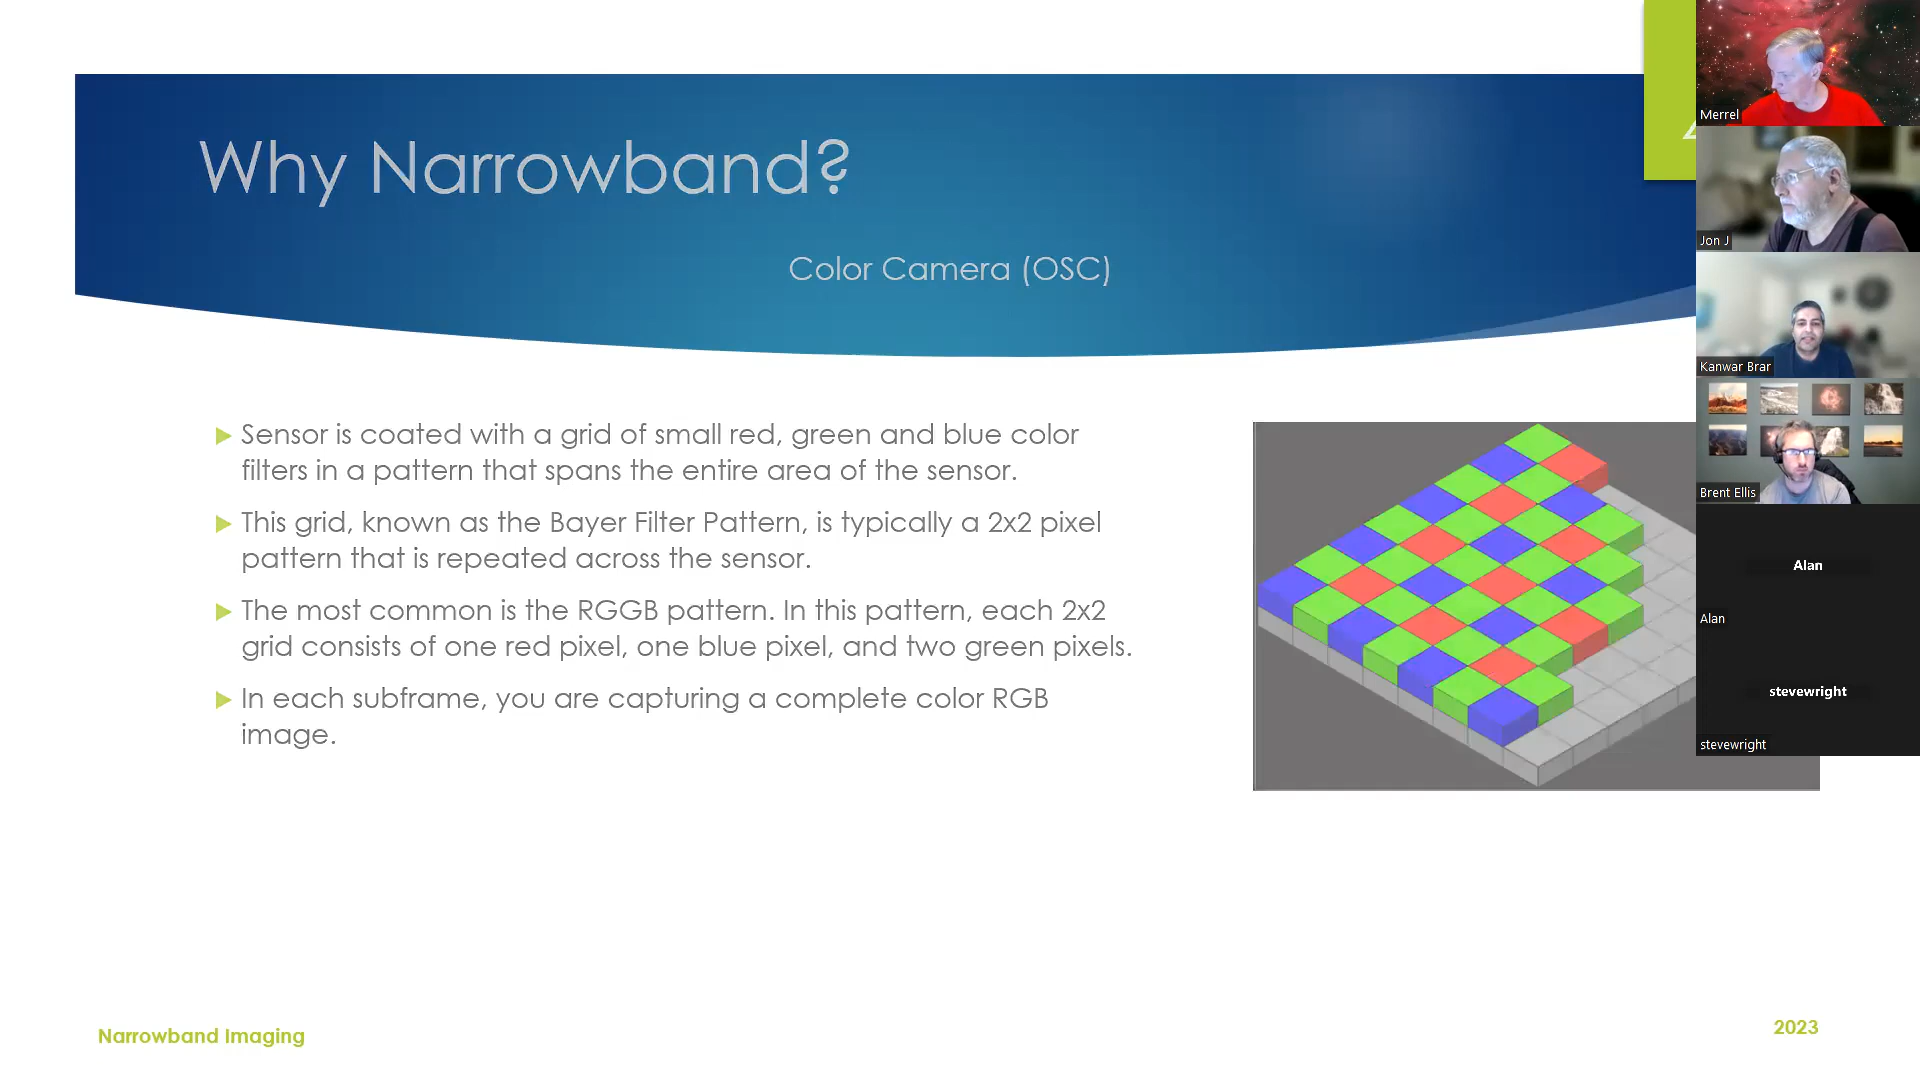 Why Narrowband?
Color Camera (OSC)
Sensor is coated with a grid of small red, green and blue color
filters in a pattern that spans the entire area of the sensor.
This grid, known as the Bayer Filter Pattern, is typically a 2x2 pixel
pattern that is repeated across the sensor.
The most common is the RGGB pattern. In this pattern, each 2x2
grid consists of one red pixel, one blue pixel, and two green pixels.
In each subframe, you are capturing a complete color RGB
image.
Narrowband Imaging
2023
Merrel
Jon J
Kanwar Brar
Brent Ellis
Alan
Alan
stevewright
stevewright